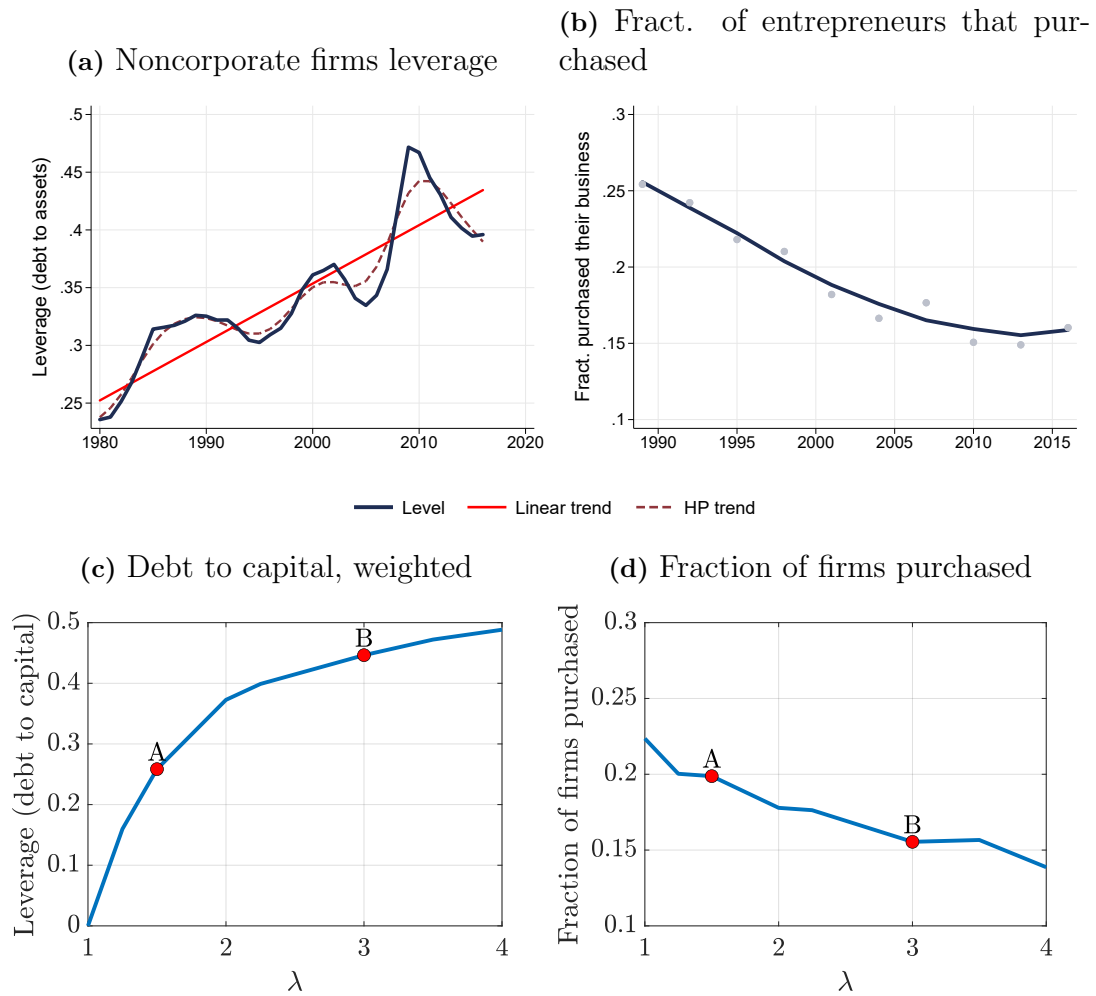 (a) Noncorporate firms leverage
(b) Fract. of entrepreneurs that pur-
chased
Leverage (debt to assets)
.5
.45
.4
.35
.3
.25
1980 1990 2000 2010 2020
Fract. purchased their business
.3
.25
.2
.15
.1
1990 1995 2001 2005 2010 2015
Level Linear trend HP trend
(c) Debt to capital, weighted
Leverage (debt to capital)
0.5
0.4
0.3
0.2
0.1
0
A
B
1 2 3 4
λ
(d) Fraction of firms purchased
Fraction of firms purchased
0.3
0.25
0.2
0.15
0.1
A
B
1 2 3 4
λ